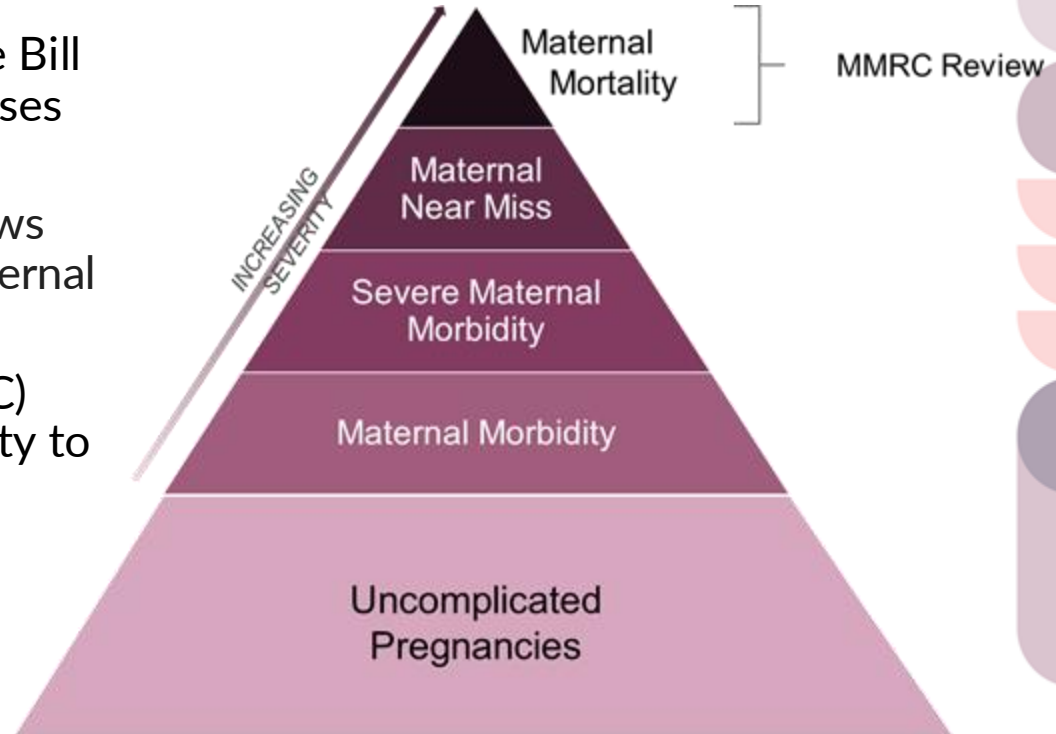 e Bill
ses
ws
ernal
C)
ty to
INCREASING
SEVERITY
Maternal
Mortality
MMRC Review
Maternal
Near Miss
Severe Maternal
Morbidity
Maternal Morbidity
Uncomplicated
Pregnancies